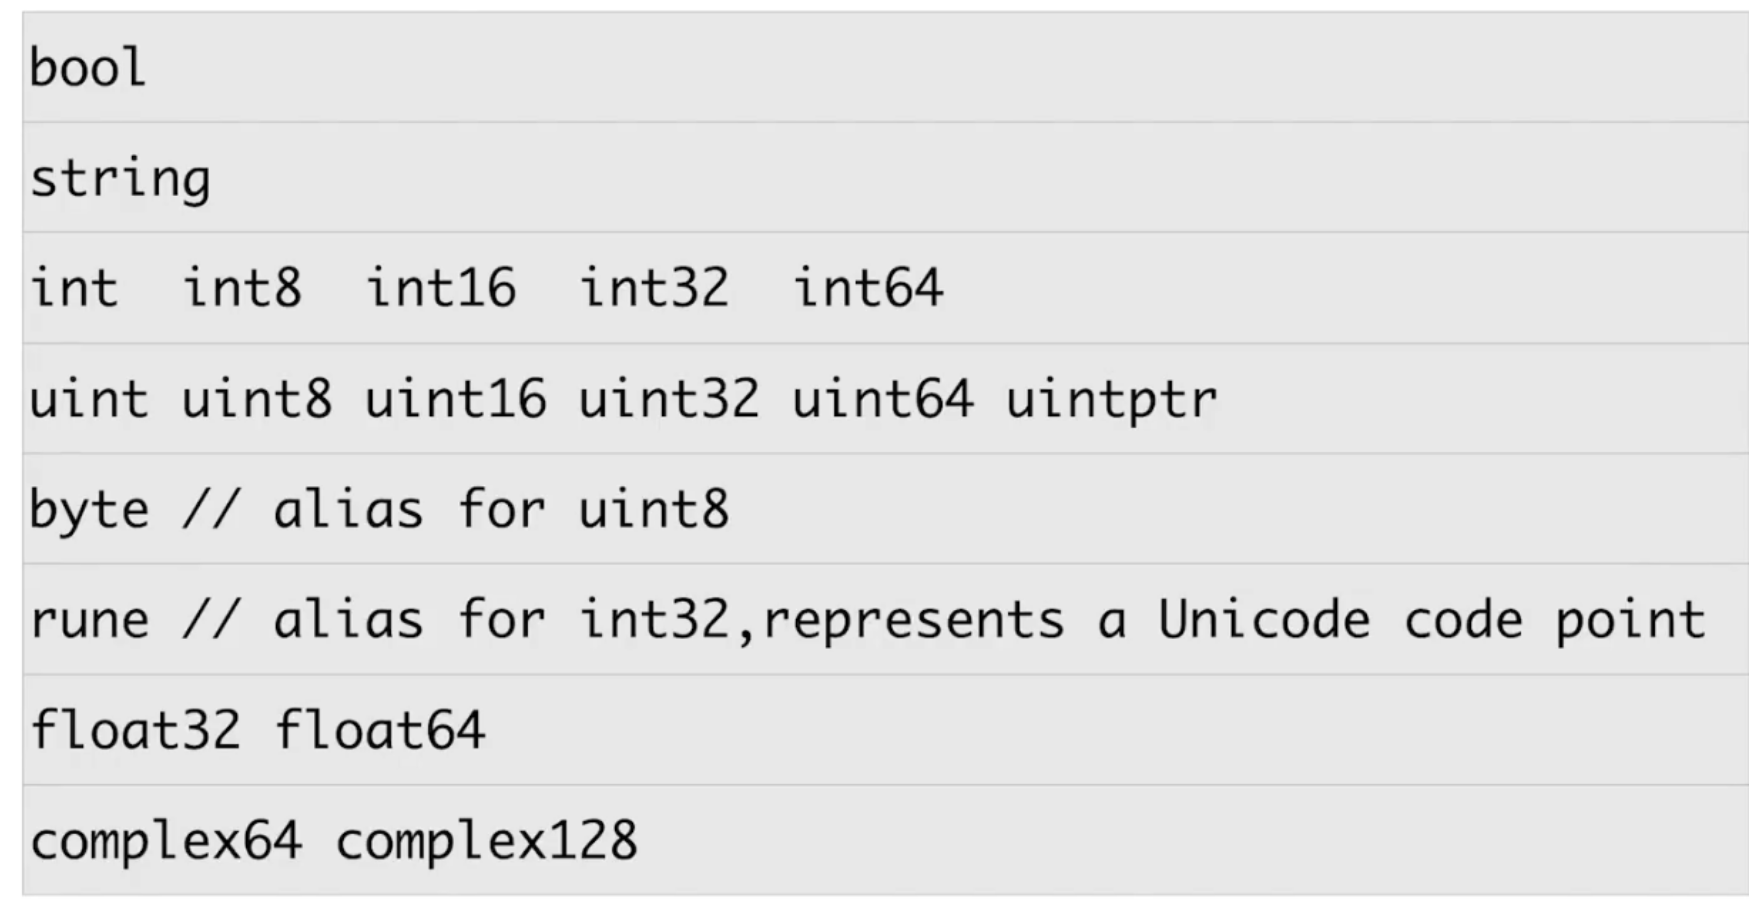 bool
string
int  int8  int16  int32  int64
uint uint8 uint16 uint32 uint64 uintptr
byte // alias for uint8
rune // alias for int32,represents a Unicode code point
float32 float64
complex64 complex128